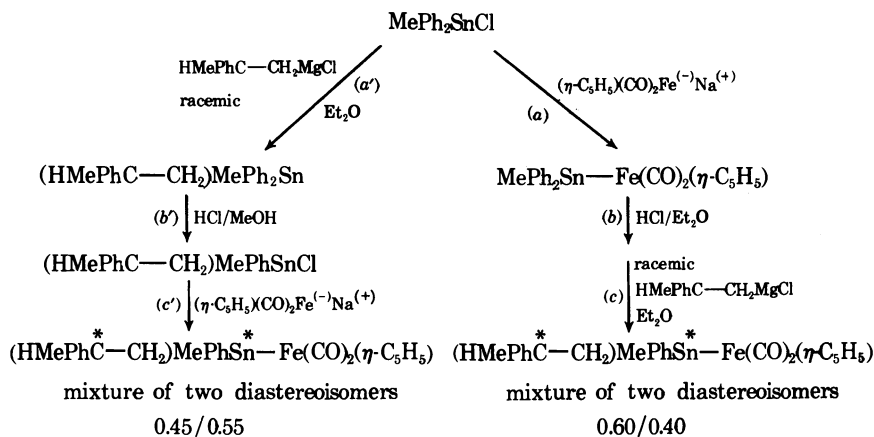 MePh₂SnCl
HMePhC—CH₂MgCl
racemic
(a′)
Et₂O
(η-C₅H₅)(CO)₂Fe⁽⁻⁾Na⁽⁺⁾
(a)
(HMePhC—CH₂)MePh₂Sn
MePh₂Sn—Fe(CO)₂(η-C₅H₅)
(b′) HCl/MeOH
(b) HCl/Et₂O
(HMePhC—CH₂)MePhSnCl
racemic
(c) HMePhC—CH₂MgCl
Et₂O
(c′) (η-C₅H₅)(CO)₂Fe⁽⁻⁾Na⁽⁺⁾
(HMePhC*—CH₂)MePhSn*—Fe(CO)₂(η-C₅H₅)
(HMePhC*—CH₂)MePhSn*—Fe(CO)₂(η-C₅H₅)
mixture of two diastereoisomers
mixture of two diastereoisomers
0.45/0.55
0.60/0.40